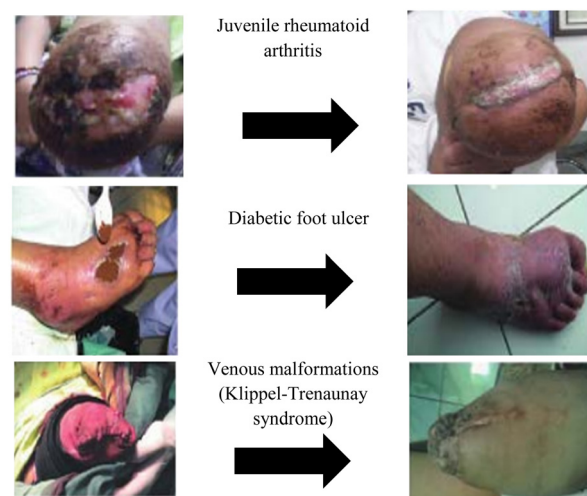 Juvenile rheumatoid
arthritis
Diabetic foot ulcer
Venous malformations
(Klippel-Trenaunay
syndrome)